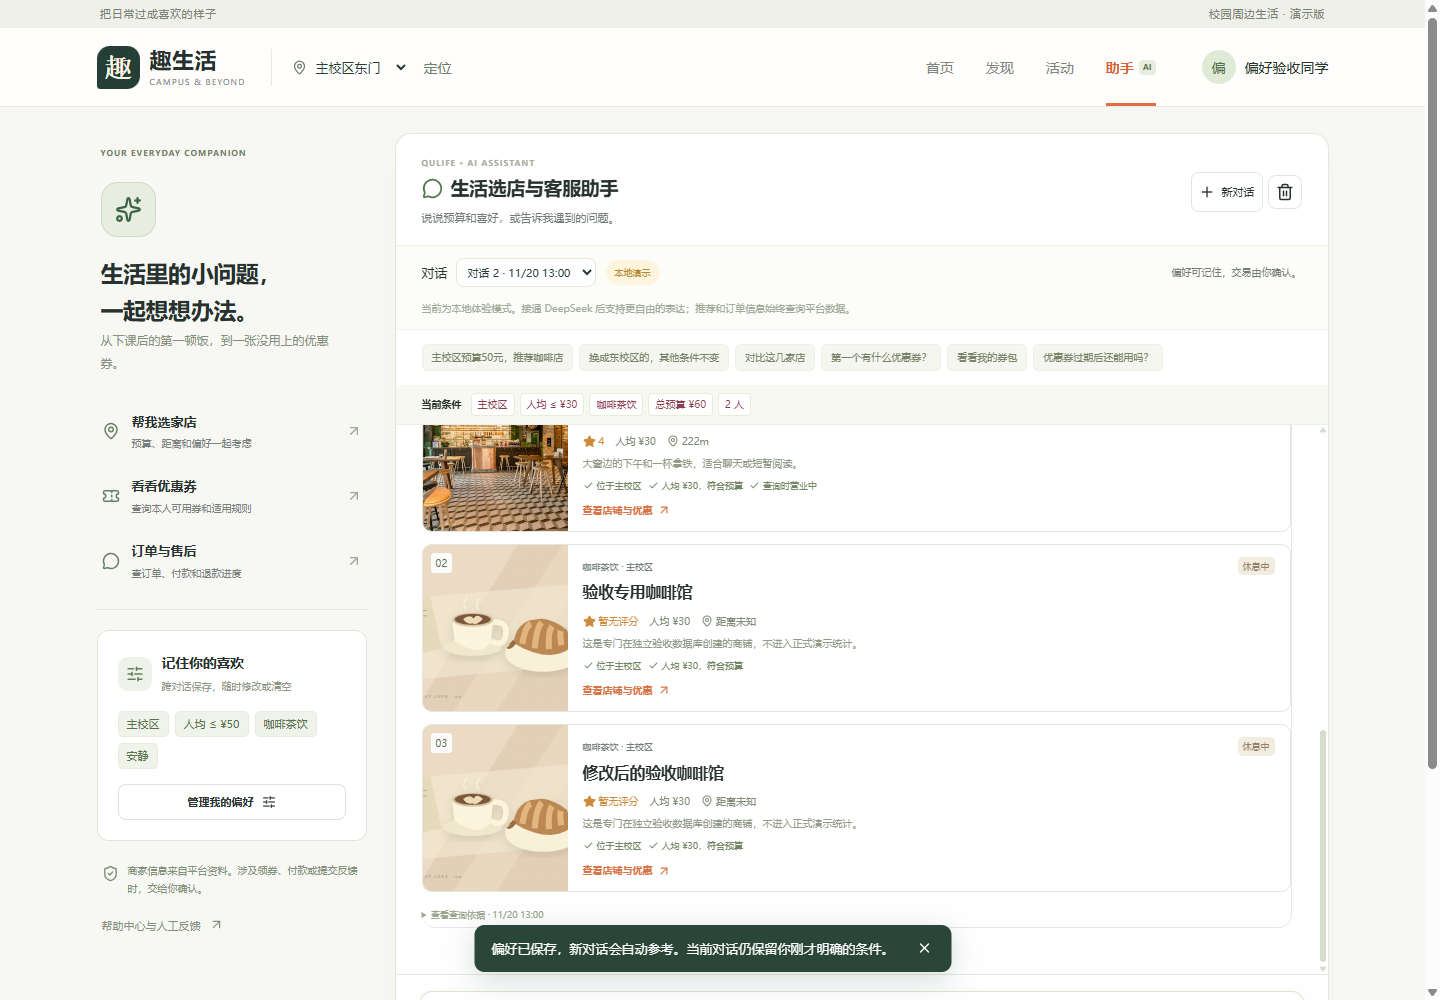 把日常过成喜欢的样子
校园周边生活 · 演示版
趣
趣生活
CAMPUS & BEYOND
主校区东门
定位
首页
发现
活动
助手 AI
偏
偏好验收同学
YOUR EVERYDAY COMPANION
生活里的小问题，
一起想想办法。
从下课后的第一顿饭，到一张没用上的优惠
券。
帮我选家店
预算、距离和偏好一起考虑
看看优惠券
查询本人可用券和适用规则
订单与售后
查订单、付款和退款进度
记住你的喜欢
跨对话保存，随时修改或清空
主校区
人均 ≤ ¥50
咖啡茶饮
安静
管理我的偏好
商家信息来自平台资料。涉及领券、付款或提交反馈
时，交给你确认。
帮助中心与人工反馈
QULIFE • AI ASSISTANT
生活选店与客服助手
说说预算和喜好，或告诉我遇到的问题。
新对话
对话
对话 2 · 11/20 13:00
本地演示
偏好可记住，交易由你确认。
当前为本地体验模式。接通 DeepSeek 后支持更自由的表达；推荐和订单信息始终查询平台数据。
主校区预算50元，推荐咖啡店
换成东校区的，其他条件不变
对比这几家店
第一个有什么优惠券？
看看我的券包
优惠券过期后还能用吗？
当前条件
主校区
人均 ≤ ¥30
咖啡茶饮
总预算 ¥60
2 人
4 人均 ¥30 222m
大窗边的下午和一杯拿铁，适合聊天或短暂阅读。
位于主校区 人均 ¥30，符合预算 查询时营业中
查看店铺与优惠
02
咖啡茶饮 · 主校区
休息中
验收专用咖啡馆
暂无评分 人均 ¥30 距离未知
这是专门在独立验收数据库创建的商铺，不进入正式演示统计。
位于主校区 人均 ¥30，符合预算
查看店铺与优惠
03
咖啡茶饮 · 主校区
休息中
修改后的验收咖啡馆
暂无评分 人均 ¥30 距离未知
这是专门在独立验收数据库创建的商铺，不进入正式演示统计。
位于主校区 人均 ¥30，符合预算
查看店铺与优惠
查看查询依据 · 11/20 13:00
偏好已保存，新对话会自动参考。当前对话仍保留你刚才明确的条件。